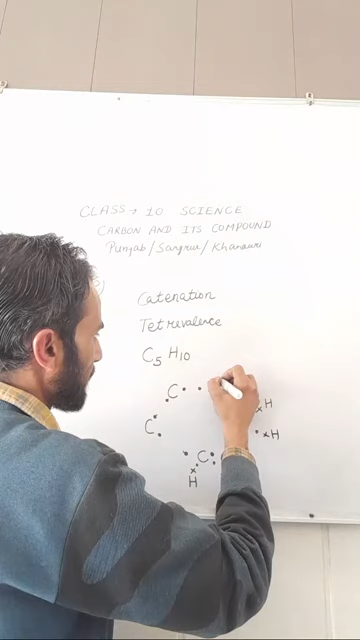 CLASS → 10 SCIENCE
CARBON AND ITS COMPOUND
Punjab/Sangrur/Khanauri
Catenation
Tetravalence
C5 H10
C
H
C
H
C
H